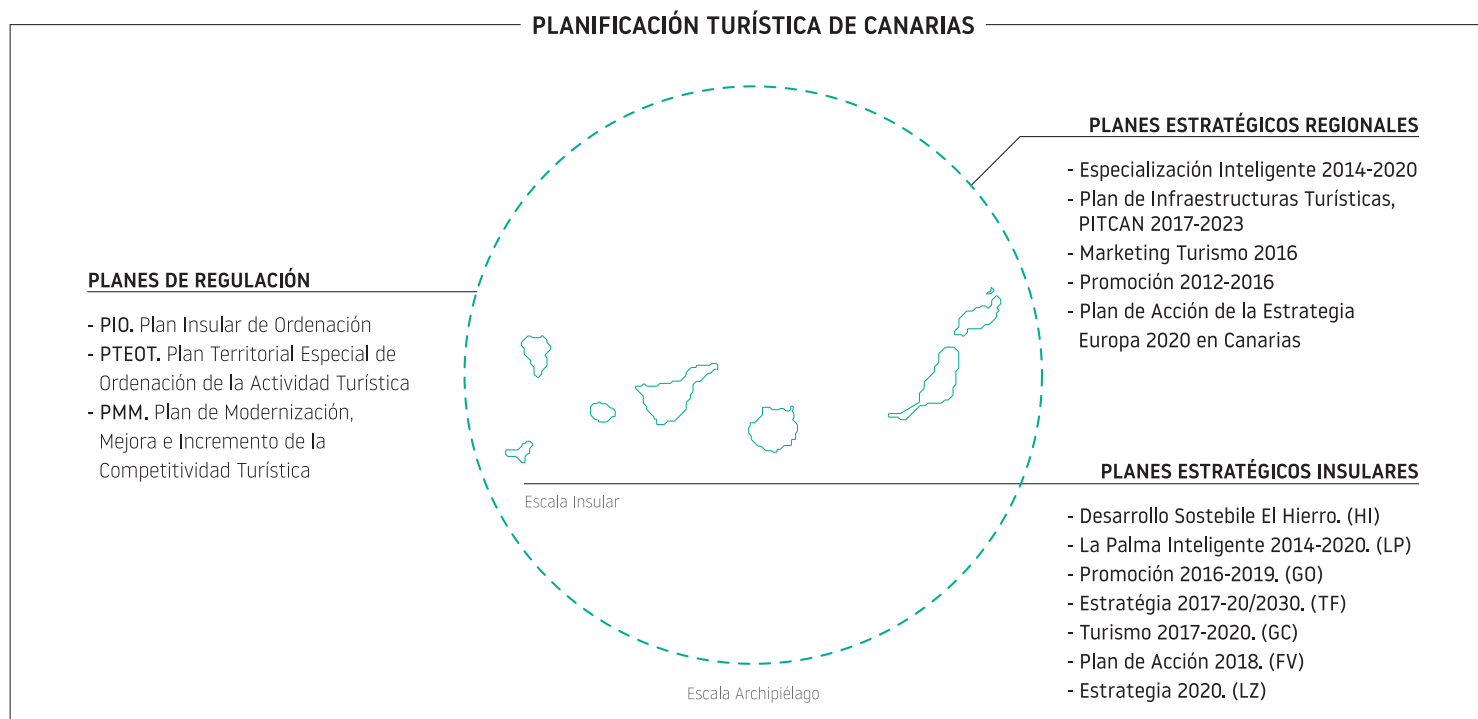 PLANIFICACIÓN TURÍSTICA DE CANARIAS
PLANES DE REGULACIÓN
- PIO. Plan Insular de Ordenación
- PTEOT. Plan Territorial Especial de
Ordenación de la Actividad Turística
- PMM. Plan de Modernización,
Mejora e Incremento de la
Competitividad Turística
PLANES ESTRATÉGICOS REGIONALES
- Especialización Inteligente 2014-2020
- Plan de Infraestructuras Turísticas,
PITCAN 2017-2023
- Marketing Turismo 2016
- Promoción 2012-2016
- Plan de Acción de la Estrategia
Europa 2020 en Canarias
PLANES ESTRATÉGICOS INSULARES
Escala Insular
- Desarrollo Sostebile El Hierro. (HI)
- La Palma Inteligente 2014-2020. (LP)
- Promoción 2016-2019. (GO)
- Estratégia 2017-20/2030. (TF)
- Turismo 2017-2020. (GC)
- Plan de Acción 2018. (FV)
- Estrategia 2020. (LZ)
Escala Archipiélago